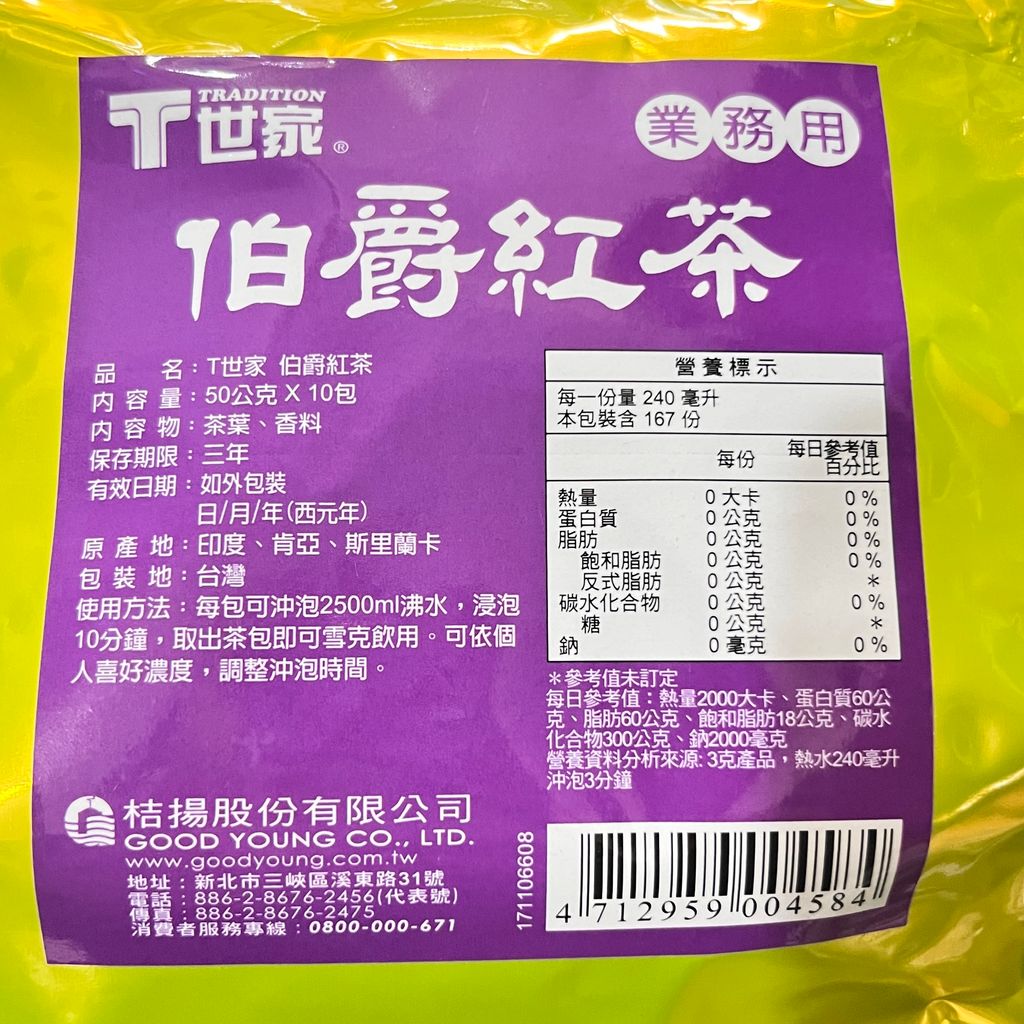 TRADITION
T世家®
業務用
伯爵紅茶
品 名：T世家 伯爵紅茶
內 容 量：50公克 X 10包
內 容 物：茶葉、香料
保存期限：三年
有效日期：如外包裝
日/月/年(西元年)
原 產 地：印度、肯亞、斯里蘭卡
包 裝 地：台灣
使用方法：每包可沖泡2500ml沸水，浸泡
10分鐘，取出茶包即可雪克飲用。可依個
人喜好濃度，調整沖泡時間。
營養標示
每一份量 240 毫升
本包裝含 167 份
每份 每日參考值
百分比
熱量 0 大卡 0 %
蛋白質 0 公克 0 %
脂肪 0 公克 0 %
飽和脂肪 0 公克 0 %
反式脂肪 0 公克 *
碳水化合物 0 公克 0 %
糖 0 公克 *
鈉 0 毫克 0 %
*參考值未訂定
每日參考值：熱量2000大卡、蛋白質60公
克、脂肪60公克、飽和脂肪18公克、碳水
化合物300公克、鈉2000毫克
營養資料分析來源: 3克產品，熱水240毫升
沖泡3分鐘
桔揚股份有限公司
GOOD YOUNG CO., LTD.
www.goodyoung.com.tw
地址：新北市三峽區溪東路31號
電話：886-2-8676-2456(代表號)
傳真：886-2-8676-2475
消費者服務專線：0800-000-671
171106608
4 712959 004584